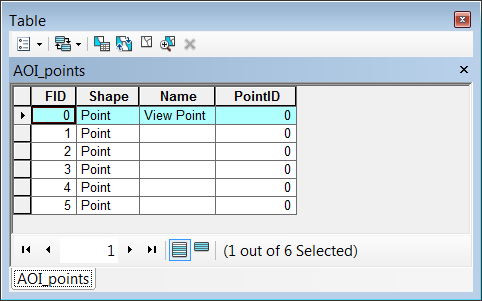 Table
AOI_points
FID Shape Name PointID
0 Point View Point 0
1 Point 0
2 Point 0
3 Point 0
4 Point 0
5 Point 0
1 (1 out of 6 Selected)
AOI_points